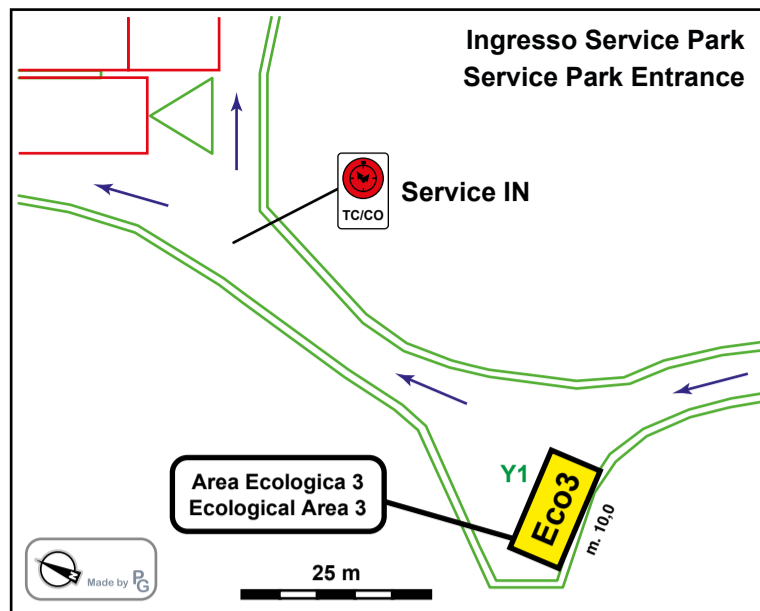 Ingresso Service Park
Service Park Entrance
TC/CO
Service IN
Area Ecologica 3
Ecological Area 3
Y1
Eco3
m. 10,0
N
Made by PG
25 m